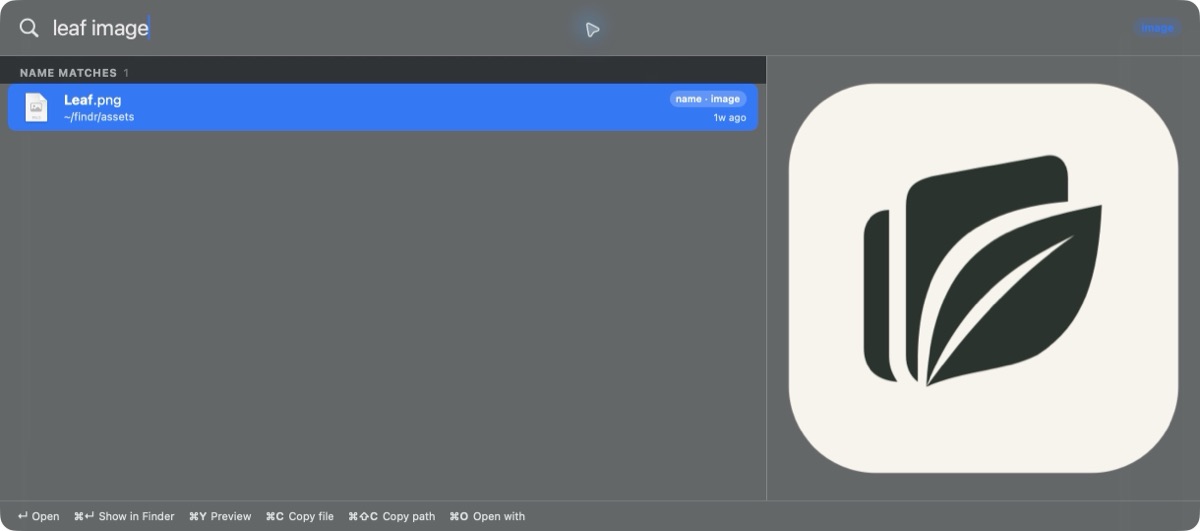 leaf image
image
NAME MATCHES 1
Leaf.png
name · image
~/findr/assets
1w ago
↵ Open ⌘↵ Show in Finder ⌘Y Preview ⌘C Copy file ⌘⇧C Copy path ⌘O Open with